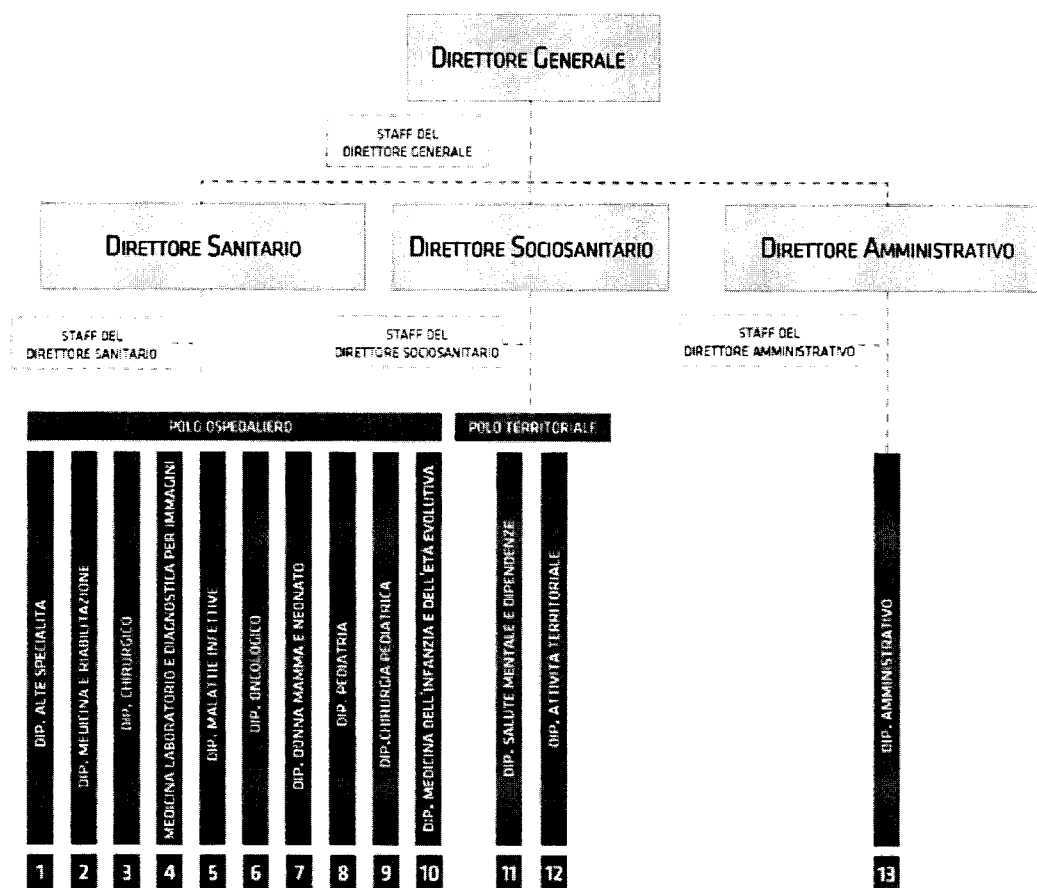 DIRETTORE GENERALE
STAFF DEL
DIRETTORE GENERALE
DIRETTORE SANITARIO
DIRETTORE SOCIOSANITARIO
DIRETTORE AMMINISTRATIVO
STAFF DEL
DIRETTORE SANITARIO
STAFF DEL
DIRETTORE SOCIOSANITARIO
STAFF DEL
DIRETTORE AMMINISTRATIVO
POLO OSPEDALIERO
POLO TERRITORIALE
DIP. ALTE SPECIALITÀ
DIP. MEDICINA E RIABILITAZIONE
DIP. CHIRURGICO
MEDICINA LABORATORIO E DIAGNOSTICA PER IMMAGINI
DIP. MALATTIE INFETTIVE
DIP. ONCOLOGICO
DIP. DONNA MAMMA E NEONATO
DIP. PEDIATRIA
DIP.CHIRURGIA PEDIATRICA
DIP. MEDICINA DELL'INFANZIA E DELL'ETÀ EVOLUTIVA
DIP. SALUTE MENTALE E DIPENDENZE
DIP. ATTIVITÀ TERRITORIALE
DIP. AMMINISTRATIVO
1
2
3
4
5
6
7
8
9
10
11
12
13